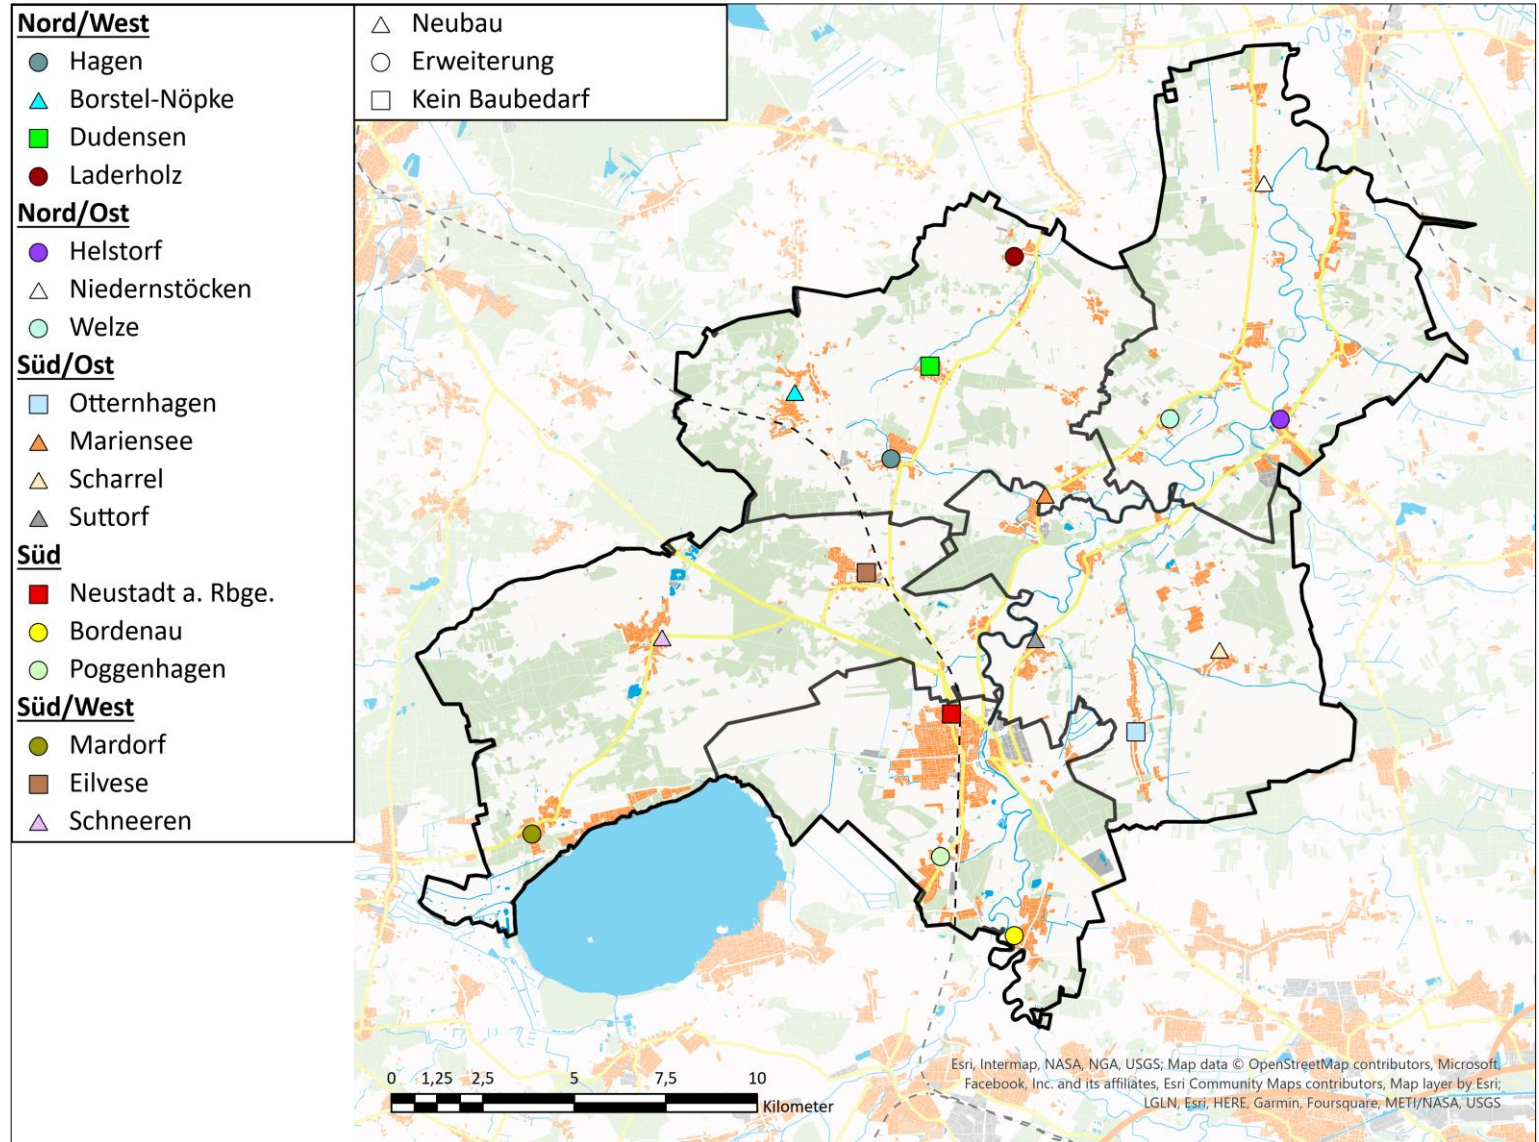 Nord/West
Hagen
Borstel-Nöpke
Dudensen
Laderholz
Nord/Ost
Helstorf
Niedernstöcken
Welze
Süd/Ost
Otternhagen
Mariensee
Scharrel
Suttorf
Süd
Neustadt a. Rbge.
Bordenau
Poggenhagen
Süd/West
Mardorf
Eilvese
Schneeren
Neubau
Erweiterung
Kein Baubedarf
0 1,25 2,5 5 7,5 10
Kilometer
Esri, Intermap, NASA, NGA, USGS; Map data © OpenStreetMap contributors, Microsoft,
Facebook, Inc. and its affiliates, Esri Community Maps contributors, Map layer by Esri;
LGLN, Esri, HERE, Garmin, Foursquare, METI/NASA, USGS